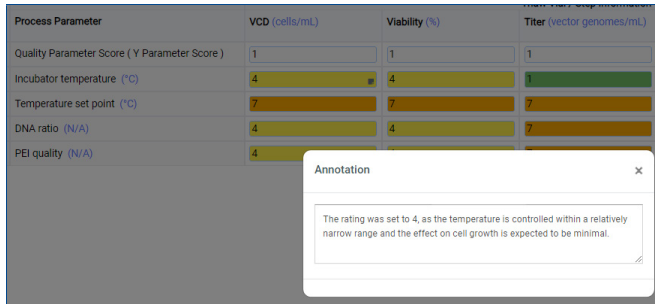 Process Parameter VCD (cells/mL) Viability (%) Titer (vector genomes/mL)
Quality Parameter Score ( Y Parameter Score ) 1 1 1
Incubator temperature (°C) 4 4 1
Temperature set point (°C) 7 7 7
DNA ratio (N/A) 4 4 7
PEI quality (N/A) 4
Annotation ×
The rating was set to 4, as the temperature is controlled within a relatively
narrow range and the effect on cell growth is expected to be minimal.